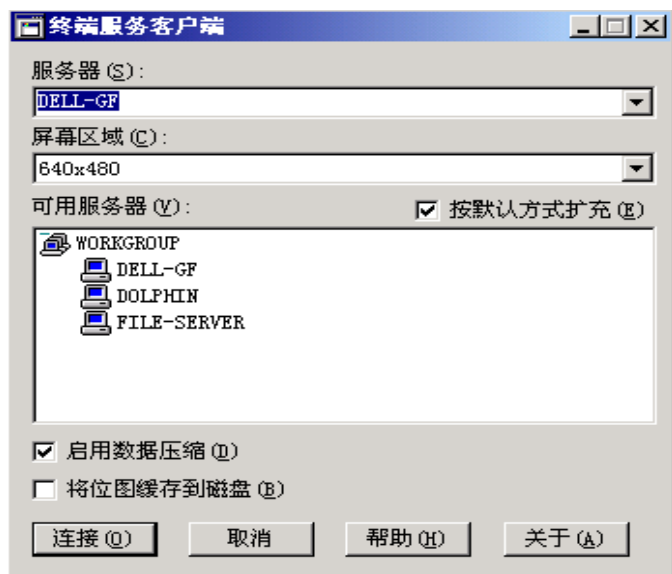 终端服务客户端
服务器(S):
DELL-GF
屏幕区域(C):
640x480
可用服务器(V):
按默认方式扩充(E)
WORKGROUP
DELL-GF
DOLPHIN
FILE-SERVER
启用数据压缩(D)
将位图缓存到磁盘(B)
连接(O) 取消 帮助(H) 关于(A)